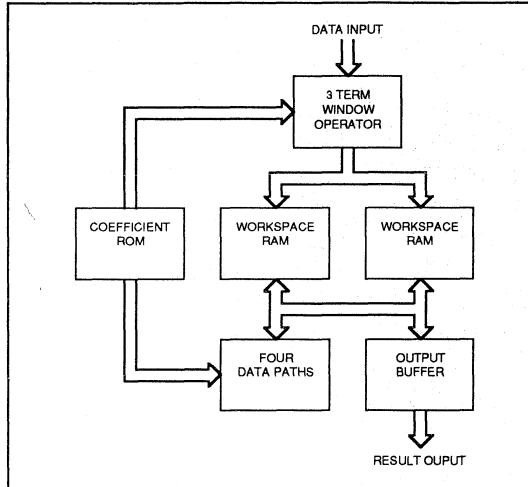 DATA INPUT
3 TERM
WINDOW
OPERATOR
COEFFICIENT
ROM
WORKSPACE
RAM
WORKSPACE
RAM
FOUR
DATA PATHS
OUTPUT
BUFFER
RESULT OUPUT